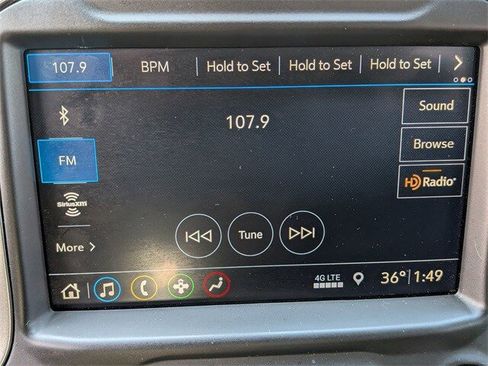 107.9 BPM Hold to Set Hold to Set Hold to Set
107.9
Sound
Browse
FM
HD Radio
SiriusXM
Tune
More
4G LTE
36° 1:49